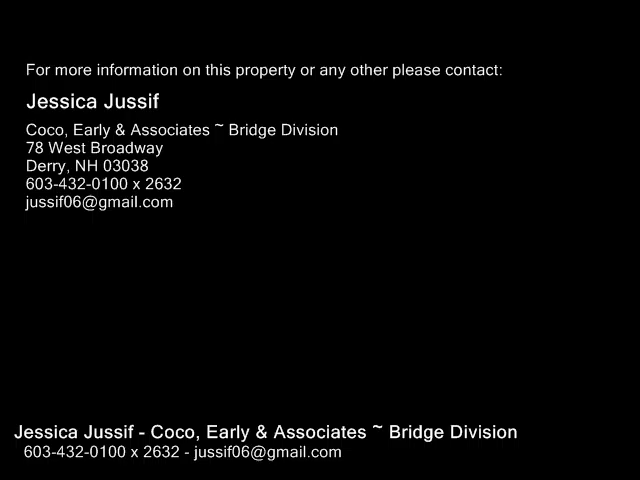 For more information on this property or any other please contact:
Jessica Jussif
Coco, Early & Associates ~ Bridge Division
78 West Broadway
Derry, NH 03038
603-432-0100 x 2632
jussif06@gmail.com
Jessica Jussif - Coco, Early & Associates ~ Bridge Division
603-432-0100 x 2632 - jussif06@gmail.com